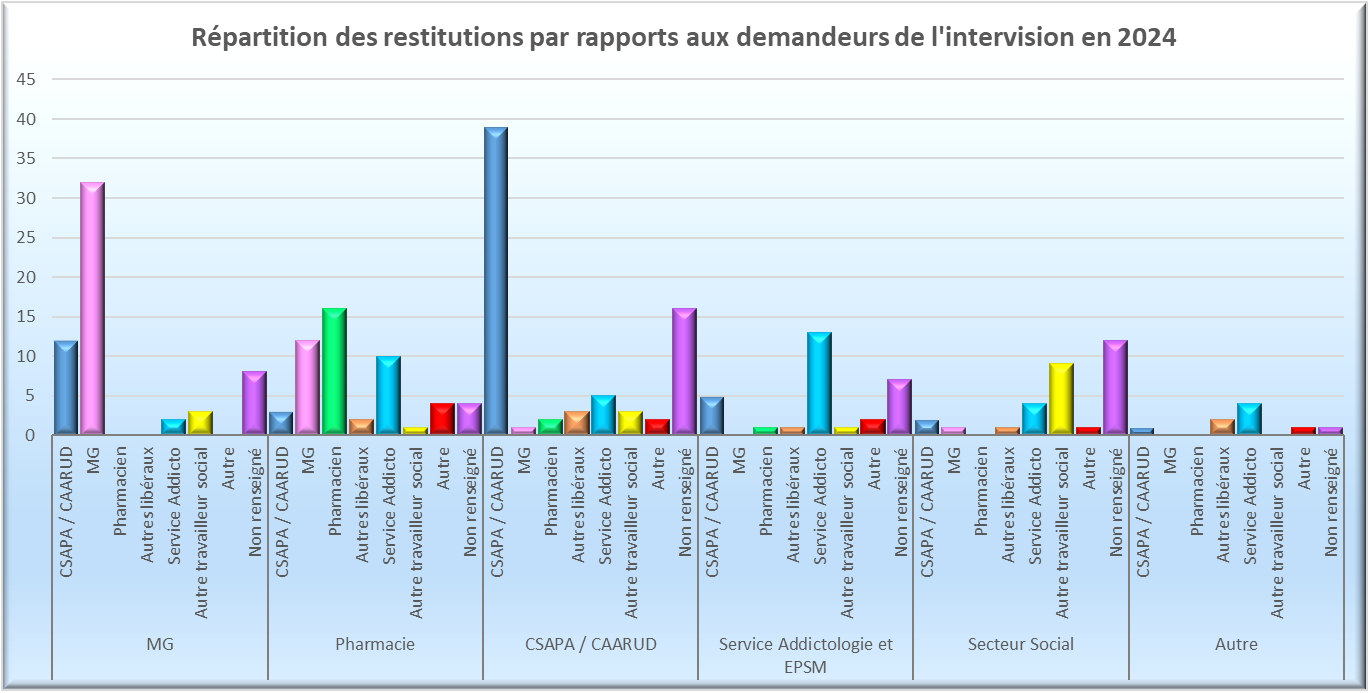 Répartition des restitutions par rapports aux demandeurs de l'intervision en 2024
45
40
35
30
25
20
15
10
5
0
CSAPA / CAARUD
MG
Pharmacien
Autres libéraux
Service Addicto
Autre travailleur social
Autre
Non renseigné
CSAPA / CAARUD
MG
Pharmacien
Autres libéraux
Service Addicto
Autre travailleur social
Autre
Non renseigné
CSAPA / CAARUD
MG
Pharmacien
Autres libéraux
Service Addicto
Autre travailleur social
Autre
Non renseigné
CSAPA / CAARUD
MG
Pharmacien
Autres libéraux
Service Addicto
Autre travailleur social
Autre
Non renseigné
CSAPA / CAARUD
MG
Pharmacien
Autres libéraux
Service Addicto
Autre travailleur social
Autre
Non renseigné
CSAPA / CAARUD
MG
Pharmacien
Autres libéraux
Service Addicto
Autre travailleur social
Autre
Non renseigné
MG
Pharmacie
CSAPA / CAARUD
Service Addictologie et
EPSM
Secteur Social
Autre